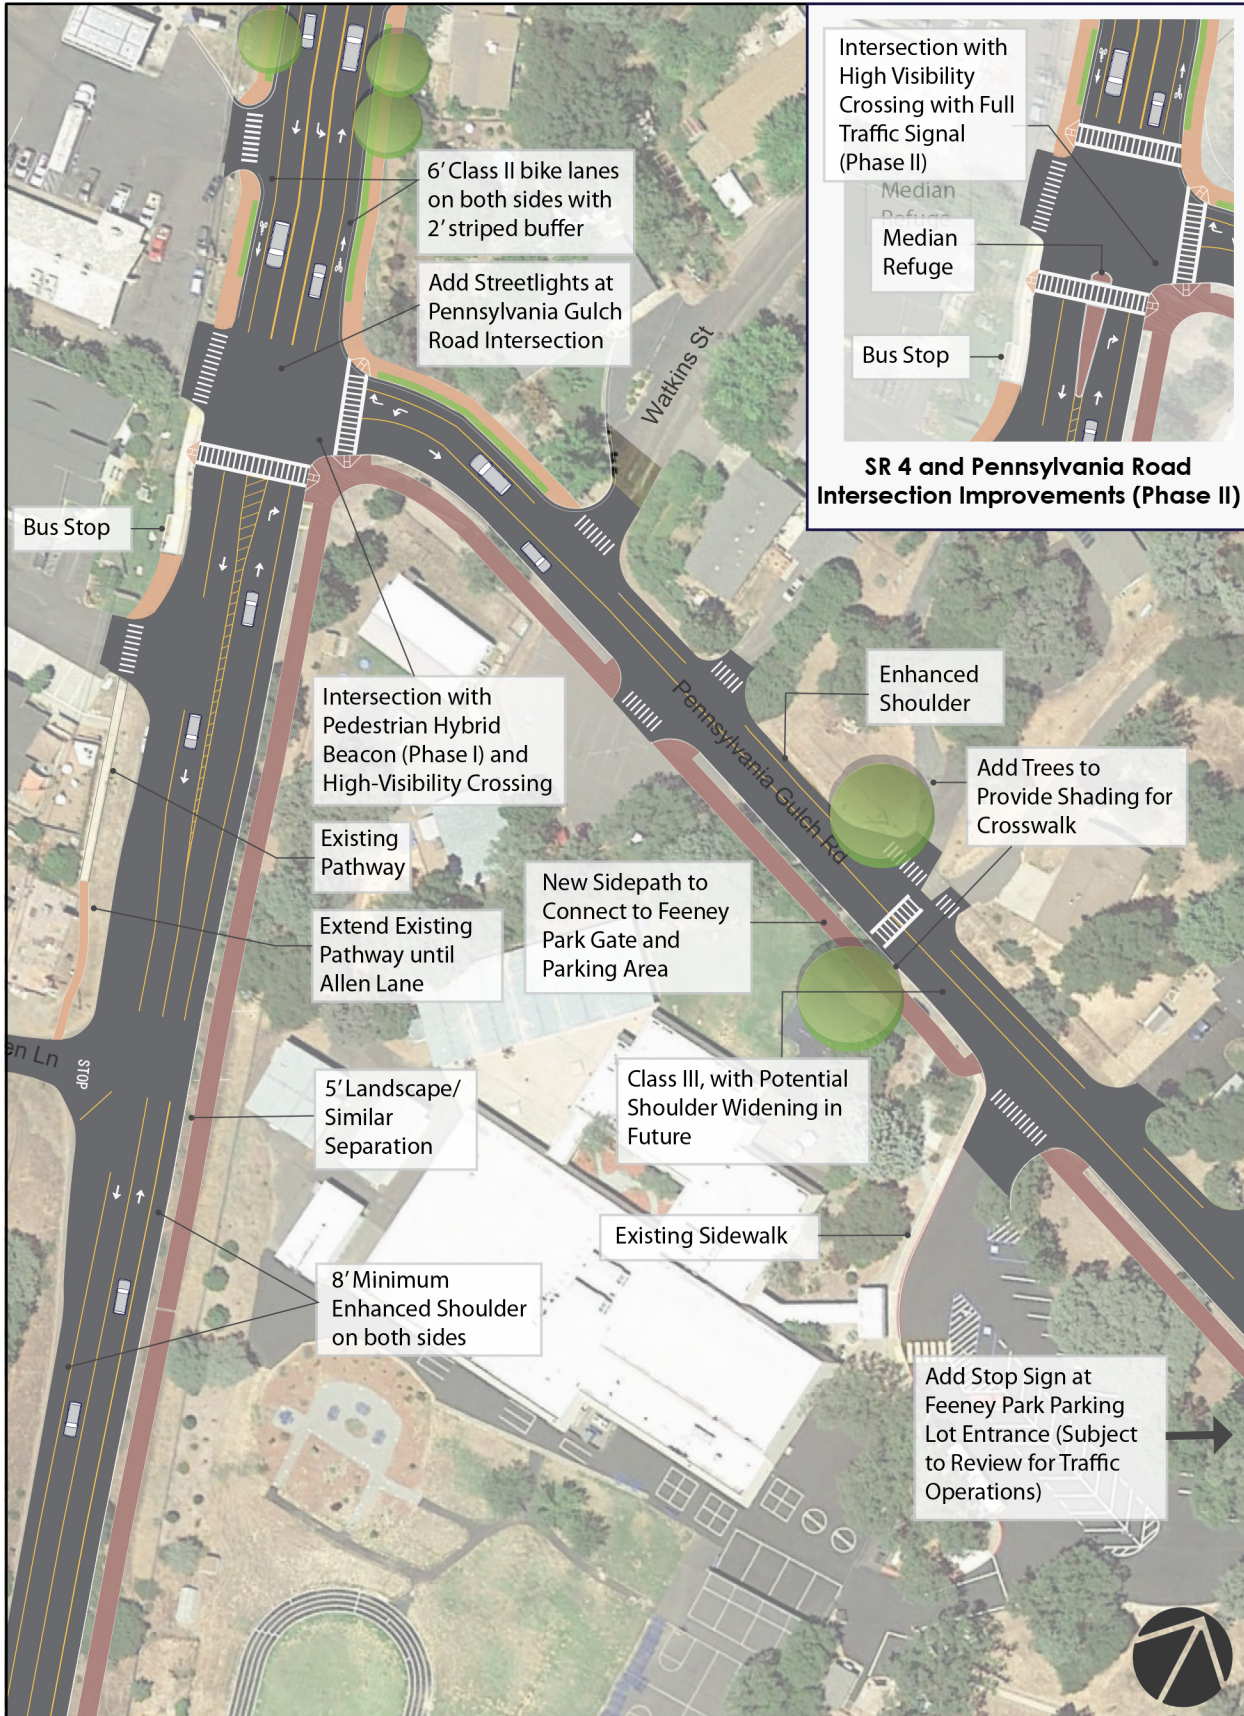 6' Class II bike lanes
on both sides with
2' striped buffer
Add Streetlights at
Pennsylvania Gulch
Road Intersection
Watkins St
Intersection with
High Visibility
Crossing with Full
Traffic Signal
(Phase II)
Median
Refuge
Median
Refuge
Bus Stop
SR 4 and Pennsylvania Road
Intersection Improvements (Phase II)
Bus Stop
Intersection with
Pedestrian Hybrid
Beacon (Phase I) and
High-Visibility Crossing
Pennsylvania Gulch Rd
Enhanced
Shoulder
Add Trees to
Provide Shading for
Crosswalk
Existing
Pathway
Extend Existing
Pathway until
Allen Lane
New Sidepath to
Connect to Feeney
Park Gate and
Parking Area
en Ln
STOP
5' Landscape/
Similar
Separation
Class III, with Potential
Shoulder Widening in
Future
Existing Sidewalk
8' Minimum
Enhanced Shoulder
on both sides
Add Stop Sign at
Feeney Park Parking
Lot Entrance (Subject
to Review for Traffic
Operations)